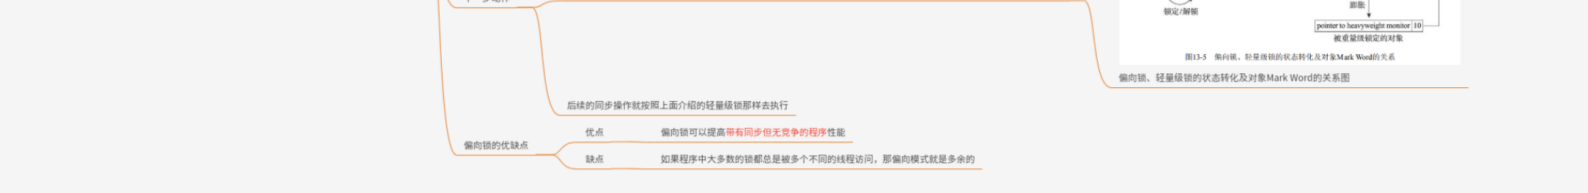 锁定/解锁
膨胀
pointer to heavyweight monitor 10
被重量级锁定的对象
图13-5 偏向锁、轻量级锁的状态转化及对象Mark Word的关系
偏向锁、轻量级锁的状态转化及对象Mark Word的关系图
后续的同步操作就按照上面介绍的轻量级锁那样去执行
偏向锁的优缺点
优点 偏向锁可以提高带有同步但无竞争的程序性能
缺点 如果程序中大多数的锁都总是被多个不同的线程访问，那偏向模式就是多余的